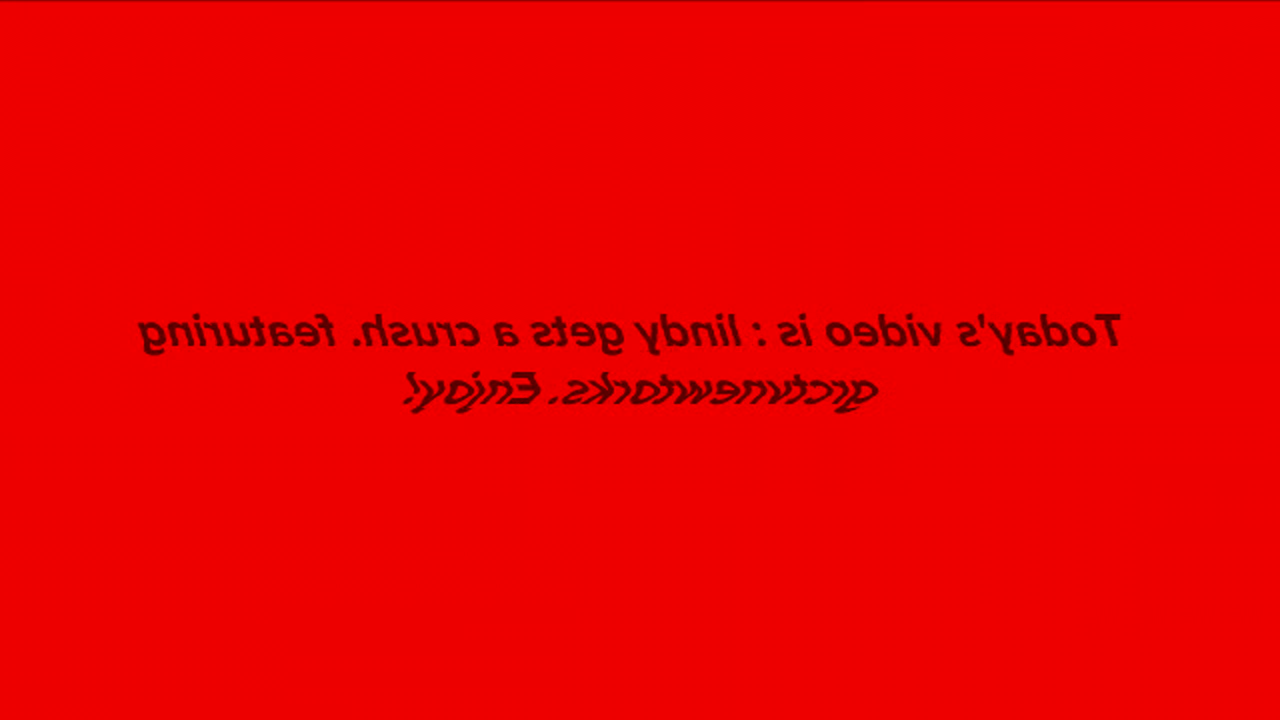 Today's video is : lindy gets a crush. featuring
qrctvnewtorks. Enjoy!